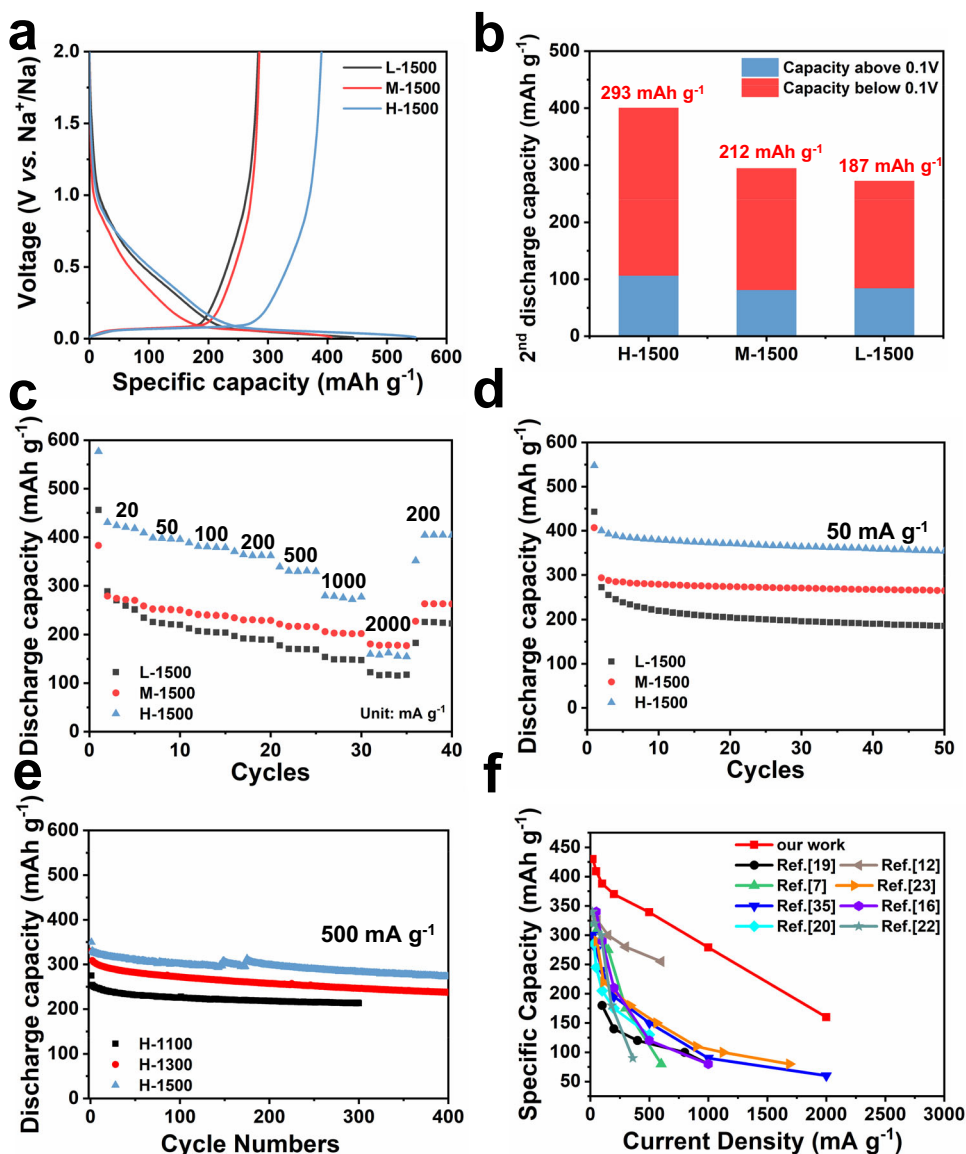 a
2.0
1.5
1.0
0.5
0.0
0 100 200 300 400 500 600
Voltage (V vs. Na⁺/Na)
Specific capacity (mAh g⁻¹)
L-1500
M-1500
H-1500
b
500
400
300
200
100
0
2ⁿᵈ discharge capacity (mAh g⁻¹)
Capacity above 0.1V
Capacity below 0.1V
293 mAh g⁻¹
212 mAh g⁻¹
187 mAh g⁻¹
H-1500 M-1500 L-1500
c
600
500
400
300
200
100
0
Discharge capacity (mAh g⁻¹)
20
50
100
200
500
1000
2000
200
L-1500
M-1500
H-1500
Unit: mA g⁻¹
0 10 20 30 40
Cycles
d
600
500
400
300
200
100
0
Discharge capacity (mAh g⁻¹)
50 mA g⁻¹
L-1500
M-1500
H-1500
0 10 20 30 40 50
Cycles
e
600
500
400
300
200
100
0
Discharge capacity (mAh g⁻¹)
500 mA g⁻¹
H-1100
H-1300
H-1500
0 100 200 300 400
Cycle Numbers
f
450
400
350
300
250
200
150
100
50
Specific Capacity (mAh g⁻¹)
our work
Ref.[19] Ref.[12]
Ref.[7] Ref.[23]
Ref.[35] Ref.[16]
Ref.[20] Ref.[22]
0 500 1000 1500 2000 2500 3000
Current Density (mA g⁻¹)